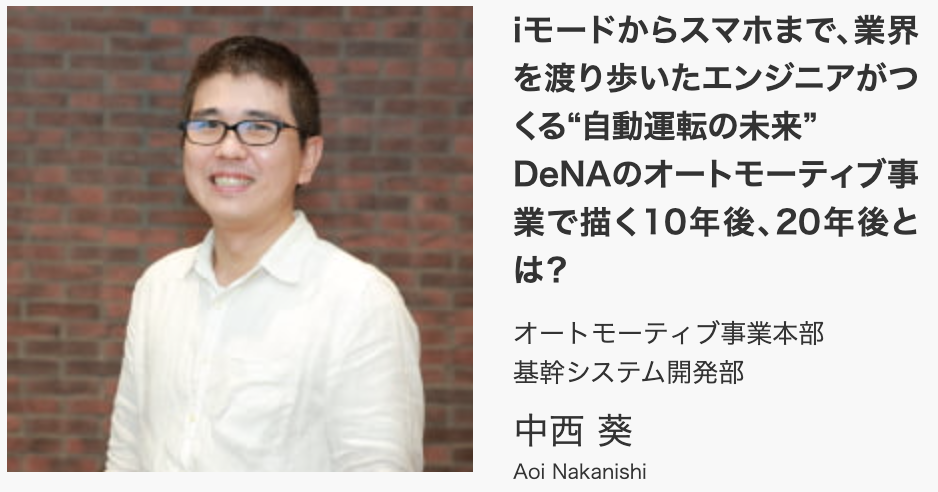 iモードからスマホまで、業界
を渡り歩いたエンジニアがつ
くる“自動運転の未来”
DeNAのオートモーティブ事
業で描く10年後、20年後と
は？
オートモーティブ事業本部
基幹システム開発部
中西 葵
Aoi Nakanishi